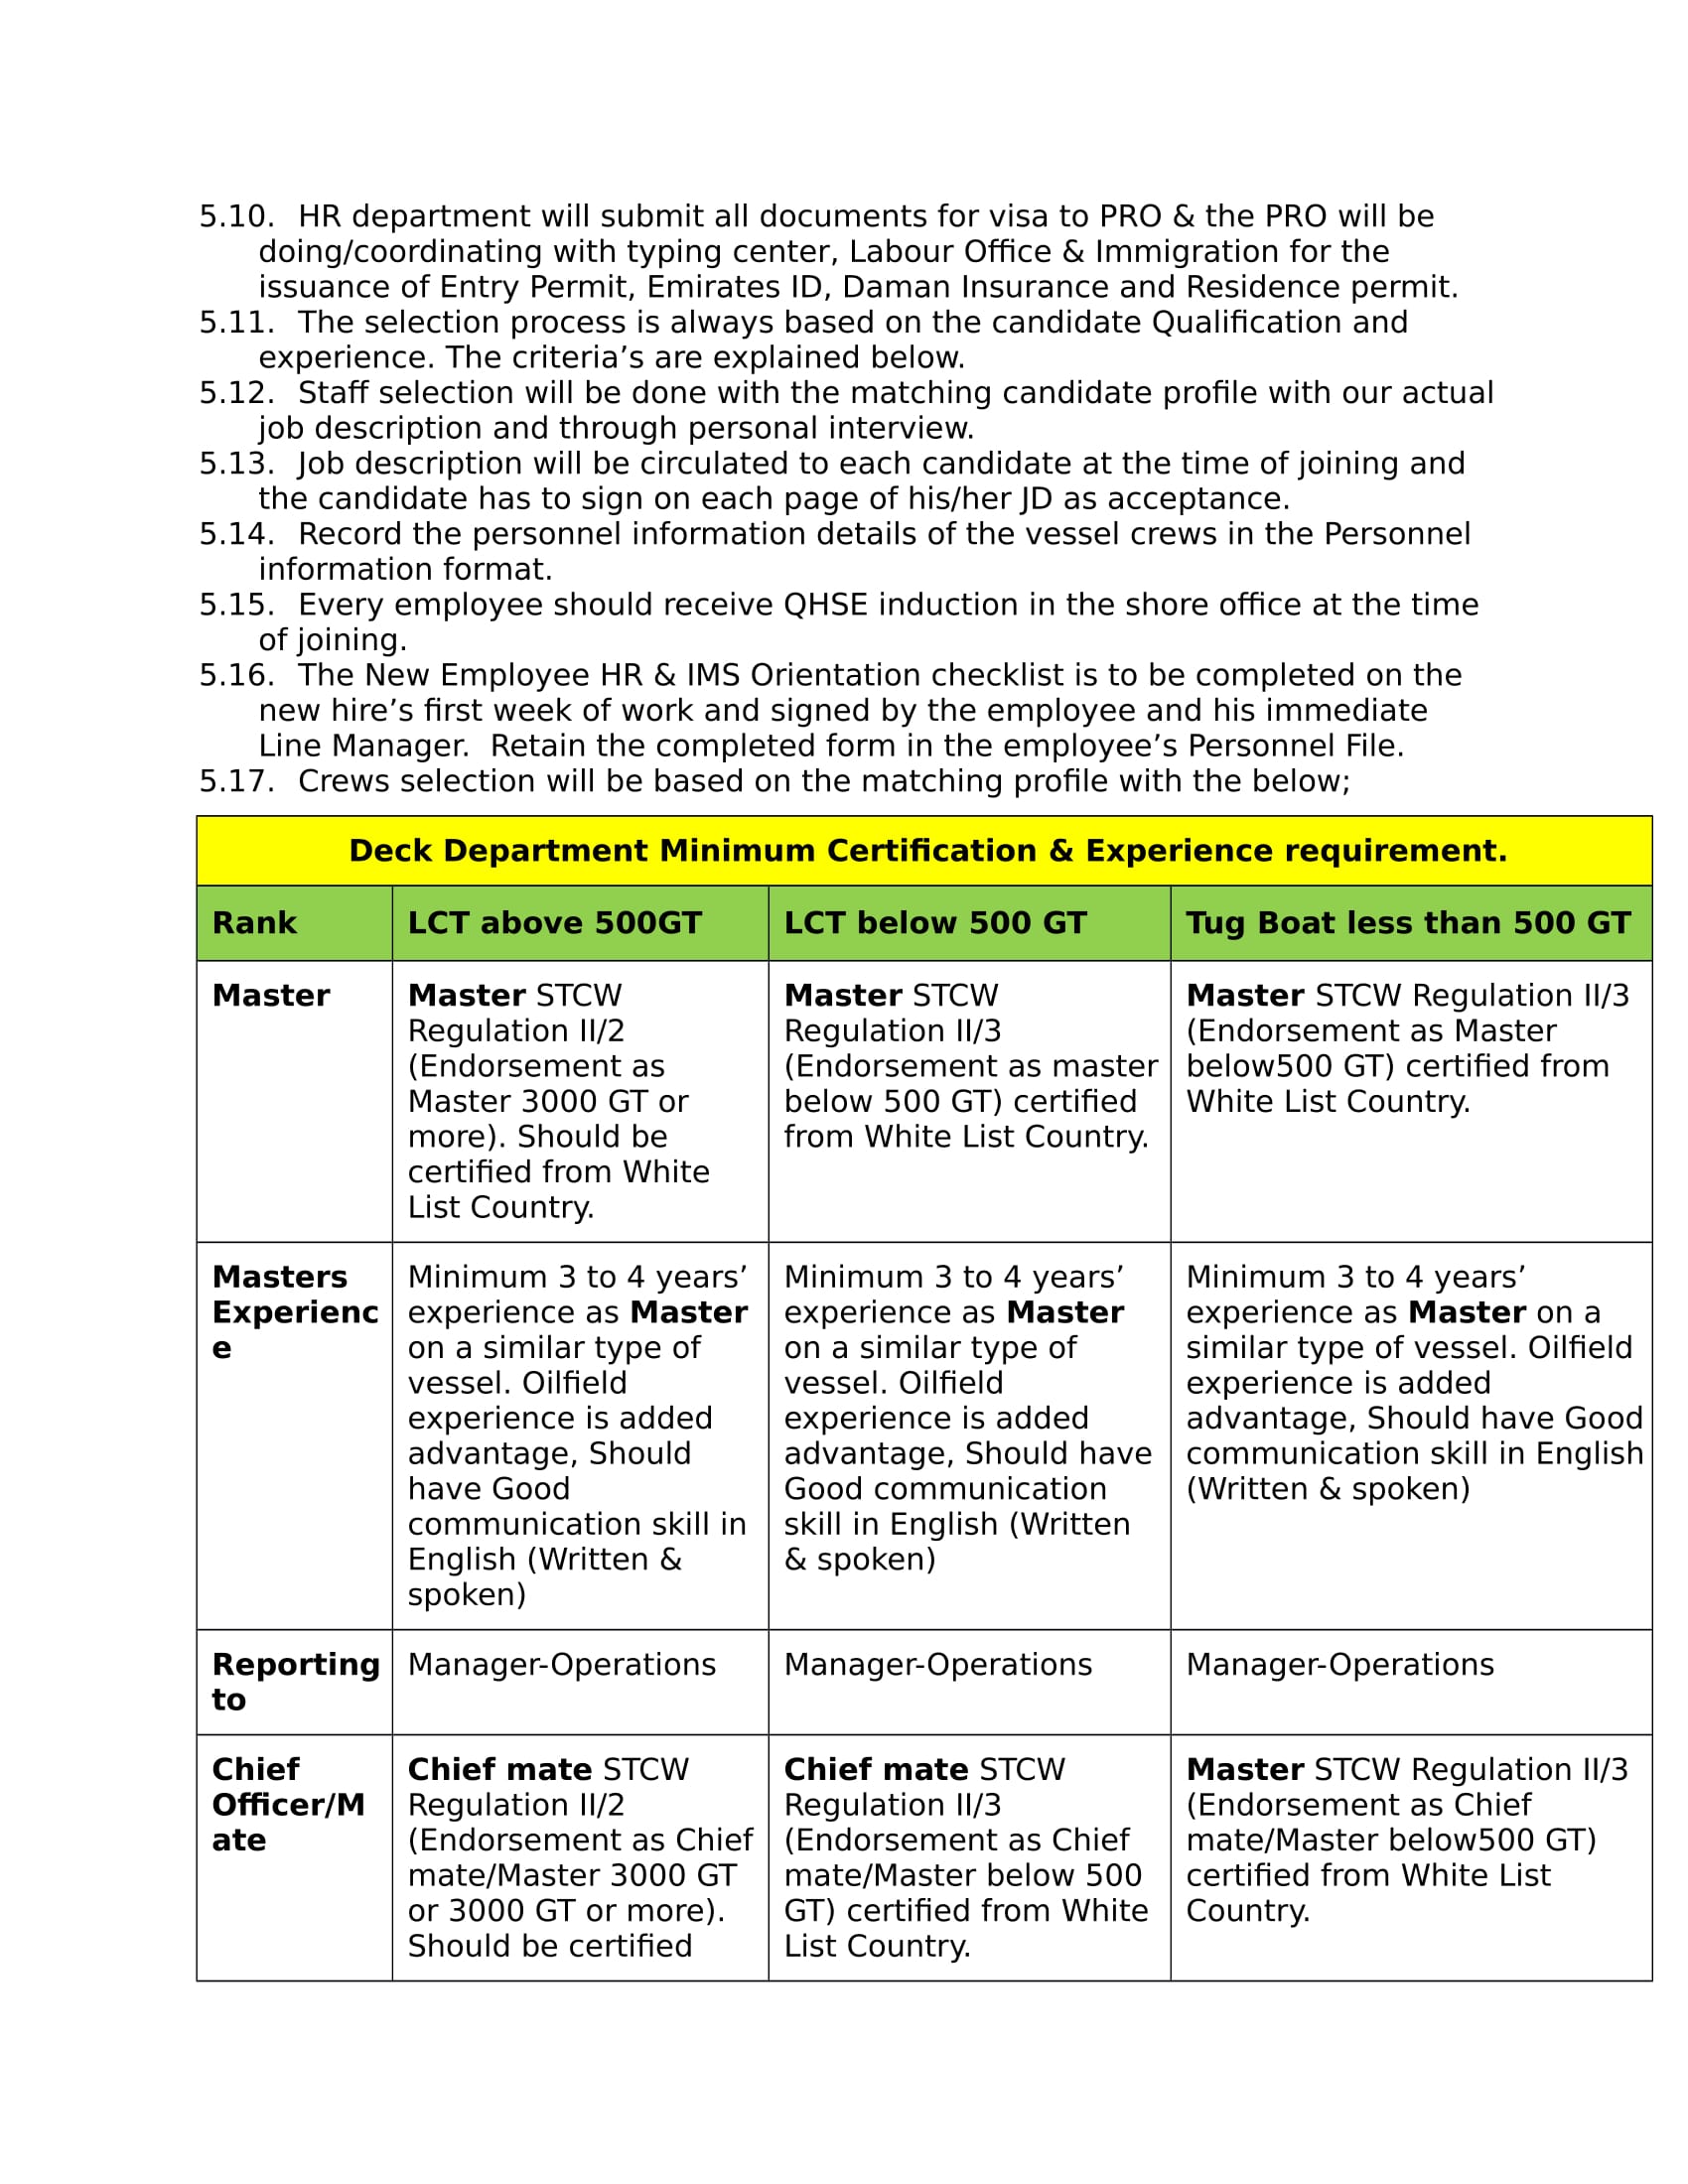 5.10. HR department will submit all documents for visa to PRO & the PRO will be
doing/coordinating with typing center, Labour Office & Immigration for the
issuance of Entry Permit, Emirates ID, Daman Insurance and Residence permit.
5.11. The selection process is always based on the candidate Qualification and
experience. The criteria’s are explained below.
5.12. Staff selection will be done with the matching candidate profile with our actual
job description and through personal interview.
5.13. Job description will be circulated to each candidate at the time of joining and
the candidate has to sign on each page of his/her JD as acceptance.
5.14. Record the personnel information details of the vessel crews in the Personnel
information format.
5.15. Every employee should receive QHSE induction in the shore office at the time
of joining.
5.16. The New Employee HR & IMS Orientation checklist is to be completed on the
new hire’s first week of work and signed by the employee and his immediate
Line Manager.  Retain the completed form in the employee’s Personnel File.
5.17. Crews selection will be based on the matching profile with the below;
Deck Department Minimum Certification & Experience requirement.
Rank
LCT above 500GT
LCT below 500 GT
Tug Boat less than 500 GT
Master
Master STCW
Regulation II/2
(Endorsement as
Master 3000 GT or
more). Should be
certified from White
List Country.
Master STCW
Regulation II/3
(Endorsement as master
below 500 GT) certified
from White List Country.
Master STCW Regulation II/3
(Endorsement as Master
below500 GT) certified from
White List Country.
Masters
Experienc
e
Minimum 3 to 4 years’
experience as Master
on a similar type of
vessel. Oilfield
experience is added
advantage, Should
have Good
communication skill in
English (Written &
spoken)
Minimum 3 to 4 years’
experience as Master
on a similar type of
vessel. Oilfield
experience is added
advantage, Should have
Good communication
skill in English (Written
& spoken)
Minimum 3 to 4 years’
experience as Master on a
similar type of vessel. Oilfield
experience is added
advantage, Should have Good
communication skill in English
(Written & spoken)
Reporting
to
Manager-Operations
Manager-Operations
Manager-Operations
Chief
Officer/M
ate
Chief mate STCW
Regulation II/2
(Endorsement as Chief
mate/Master 3000 GT
or 3000 GT or more).
Should be certified
Chief mate STCW
Regulation II/3
(Endorsement as Chief
mate/Master below 500
GT) certified from White
List Country.
Master STCW Regulation II/3
(Endorsement as Chief
mate/Master below500 GT)
certified from White List
Country.